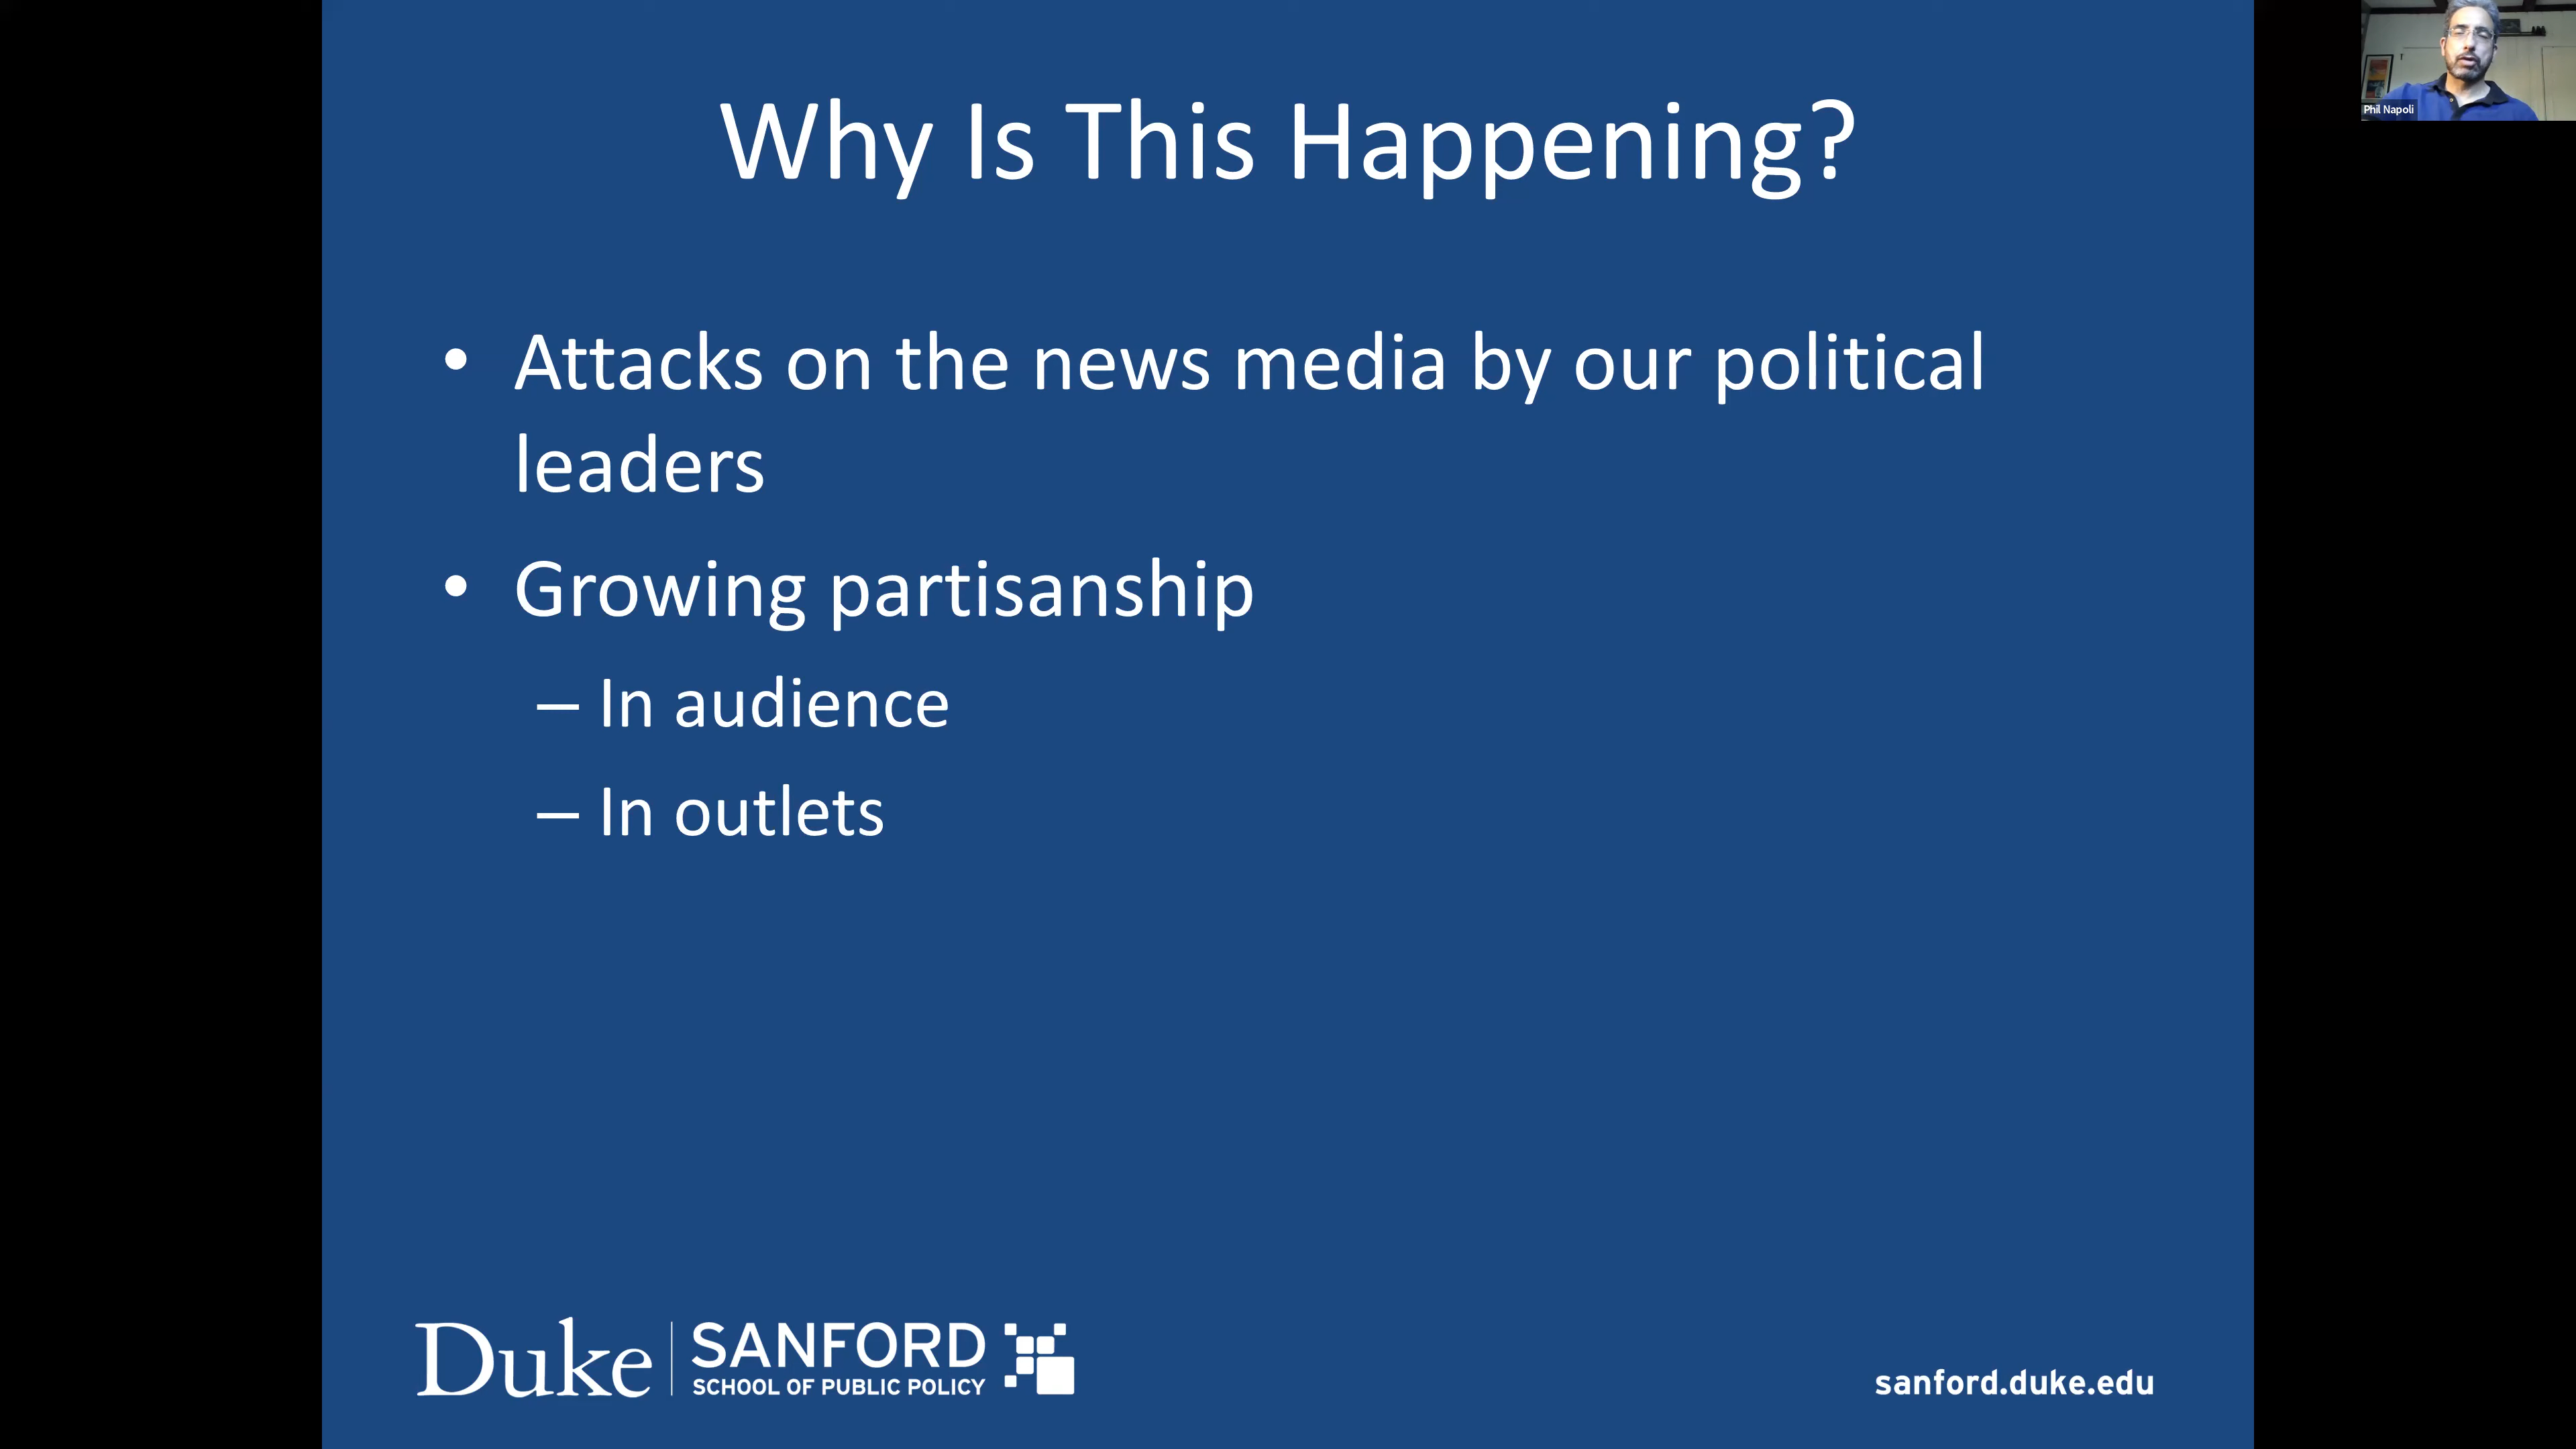 Why Is This Happening?
Phil Napoli
• Attacks on the news media by our political
leaders
• Growing partisanship
– In audience
– In outlets
Duke SANFORD
SCHOOL OF PUBLIC POLICY
sanford.duke.edu